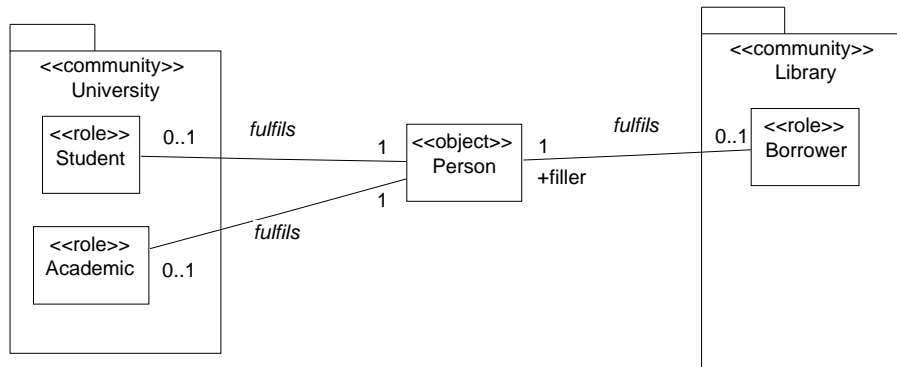 <<community>>
University
<<role>>
Student
0..1
fulfils
1
<<object>>
Person
1
+filler
fulfils
0..1
<<community>>
Library
<<role>>
Borrower
<<role>>
Academic
0..1
fulfils
1